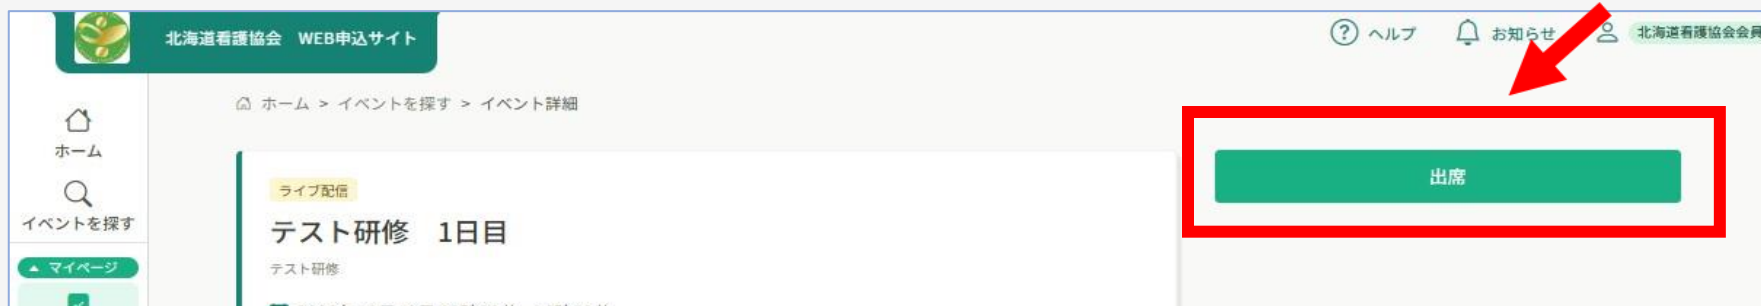 北海道看護協会　WEB申込サイト
ヘルプ
お知らせ
北海道看護協会会員
ホーム > イベントを探す > イベント詳細
ホーム
イベントを探す
マイページ
ライブ配信
テスト研修　1日目
テスト研修
出席